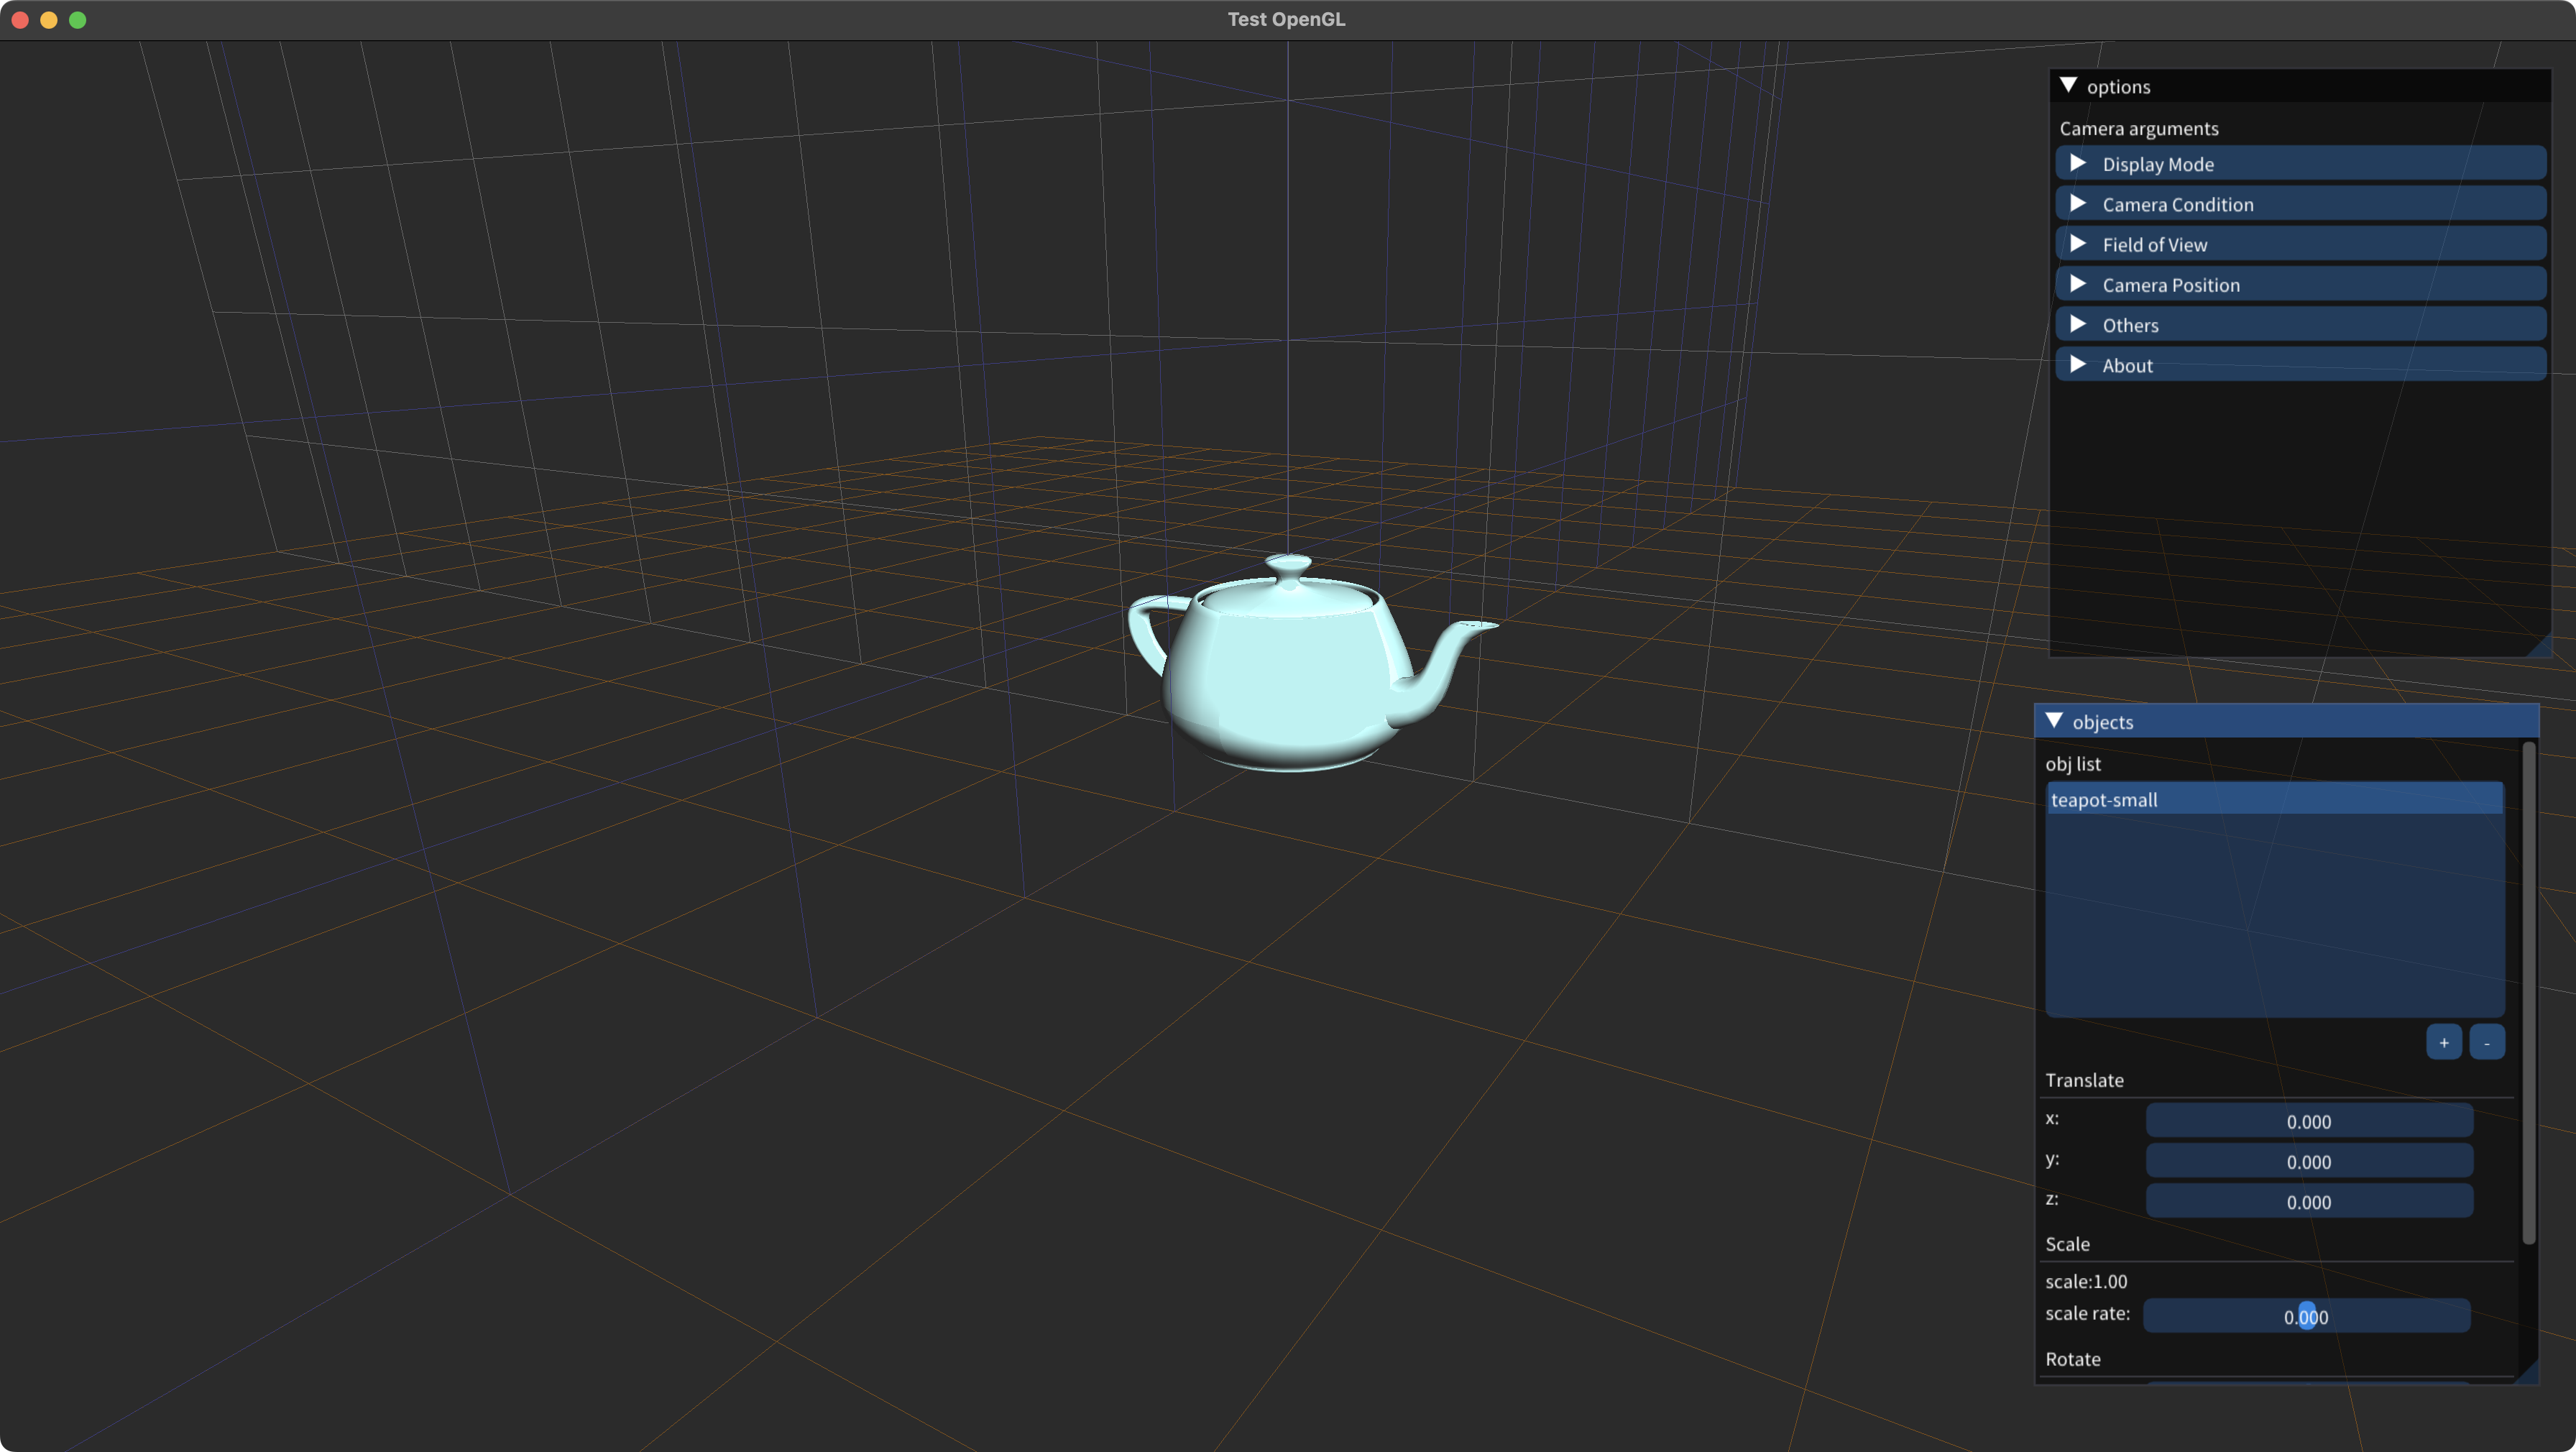 Test OpenGL
options
Camera arguments
Display Mode
Camera Condition
Field of View
Camera Position
Others
About
objects
obj list
teapot-small
+ -
Translate
x: 0.000
y: 0.000
z: 0.000
Scale
scale:1.00
scale rate: 0.000
Rotate